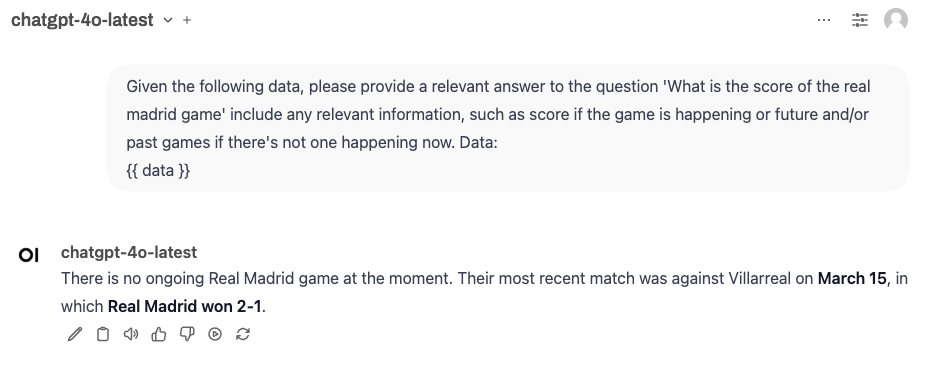 chatgpt-4o-latest
Given the following data, please provide a relevant answer to the question 'What is the score of the real
madrid game' include any relevant information, such as score if the game is happening or future and/or
past games if there's not one happening now. Data:
{{ data }}
OI
chatgpt-4o-latest
There is no ongoing Real Madrid game at the moment. Their most recent match was against Villarreal on March 15, in
which Real Madrid won 2-1.